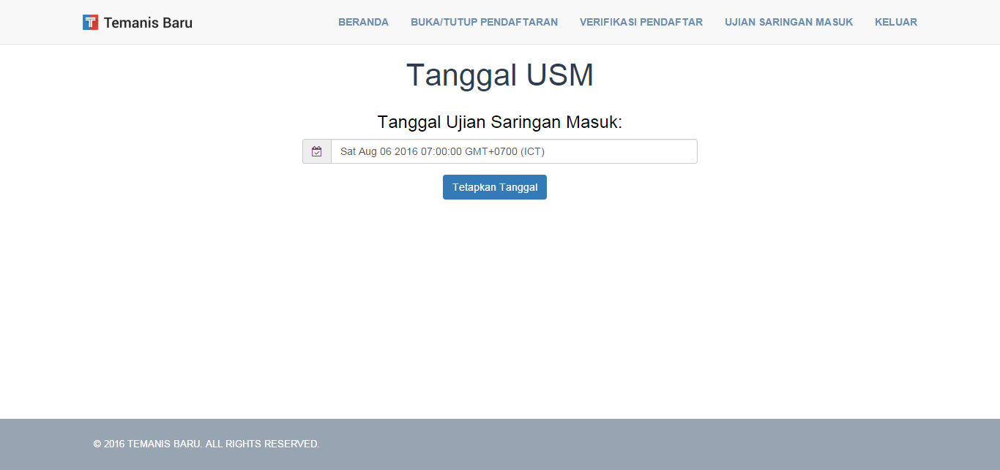 Temanis Baru
BERANDA BUKA/TUTUP PENDAFTARAN VERIFIKASI PENDAFTAR UJIAN SARINGAN MASUK KELUAR
Tanggal USM
Tanggal Ujian Saringan Masuk:
Sat Aug 06 2016 07:00:00 GMT+0700 (ICT)
Tetapkan Tanggal
© 2016 TEMANIS BARU. ALL RIGHTS RESERVED.